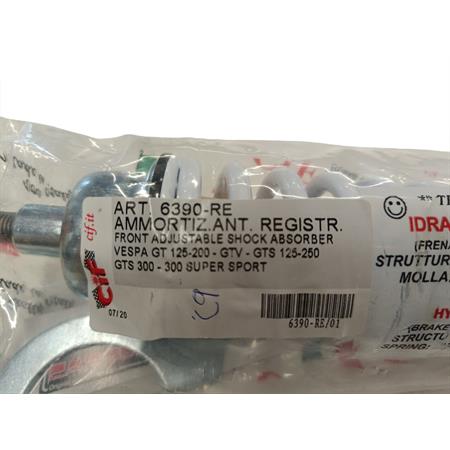 ART. 6390-RE
AMMORTIZ.ANT. REGISTR.
FRONT ADJUSTABLE SHOCK ABSORBER
VESPA GT 125-200 - GTV - GTS 125-250
GTS 300 - 300 SUPER SPORT
cif.it
cif
07/20
6390-RE/01
IDRA
(FRENA
STRUTTUR
MOLLA
HY
(BRAKE
STRUCTU
SPRING: